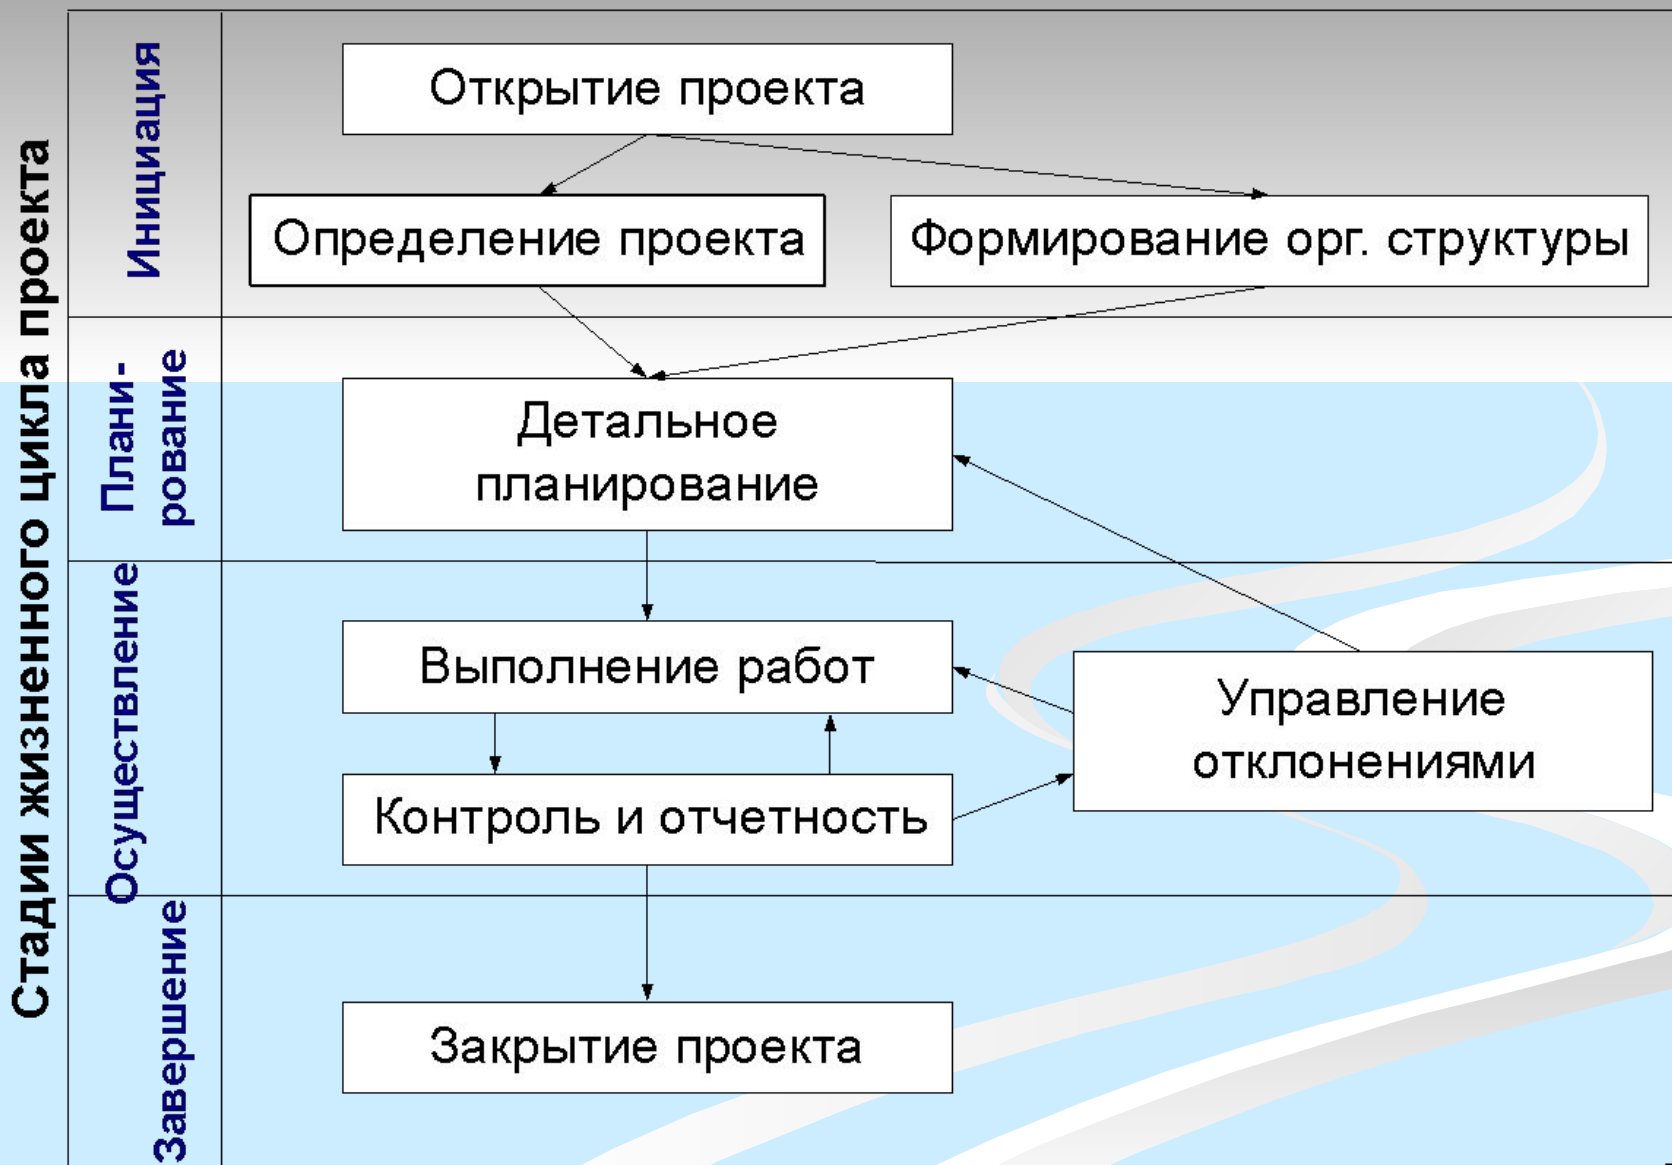 Стадии жизненного цикла проекта
Инициация
Открытие проекта
Определение проекта
Формирование орг. структуры
Плани-
рование
Детальное
планирование
Осуществление
Выполнение работ
Управление
отклонениями
Контроль и отчетность
Завершение
Закрытие проекта